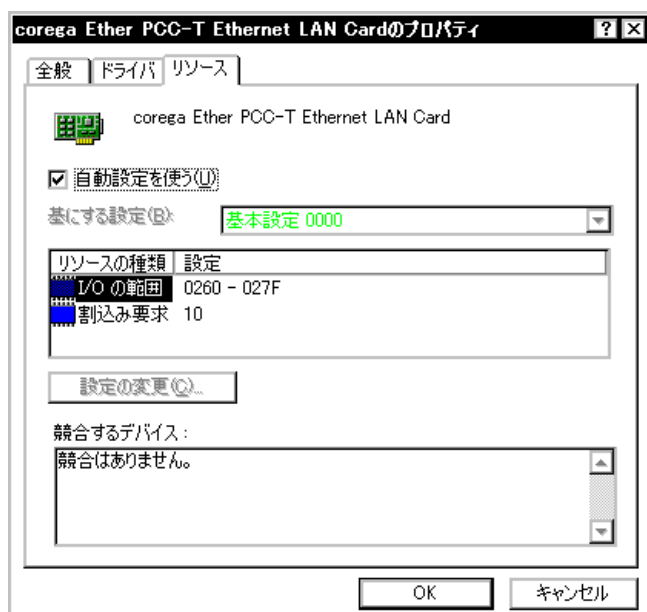 corega Ether PCC-T Ethernet LAN Cardのプロパティ
全般 ドライバ リソース
corega Ether PCC-T Ethernet LAN Card
自動設定を使う(U)
基にする設定(B): 基本設定 0000
リソースの種類 設定
I/O の範囲 0260 - 027F
割込み要求 10
設定の変更(C)...
競合するデバイス:
競合はありません。
OK キャンセル